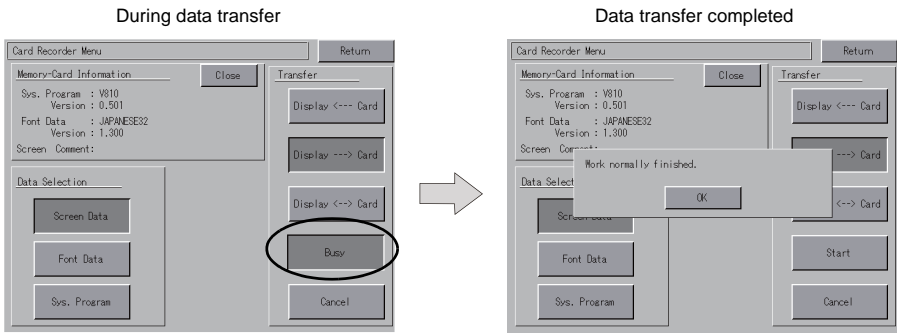 During data transfer
Card Recorder Menu
Return
Memory-Card Information
Close
Sys. Program : V810
Version : 0.501
Font Data : JAPANESE32
Version : 1.300
Screen Comment:
Transfer
Display <--- Card
Display ---> Card
Display <--> Card
Busy
Cancel
Data Selection
Screen Data
Font Data
Sys. Program
Data transfer completed
Card Recorder Menu
Return
Memory-Card Information
Close
Sys. Program : V810
Version : 0.501
Font Data : JAPANESE32
Version : 1.300
Screen Comment:
Transfer
Display <--- Card
---> Card
<--> Card
Start
Cancel
Work normally finished.
OK
Data Select
Screen Data
Font Data
Sys. Program